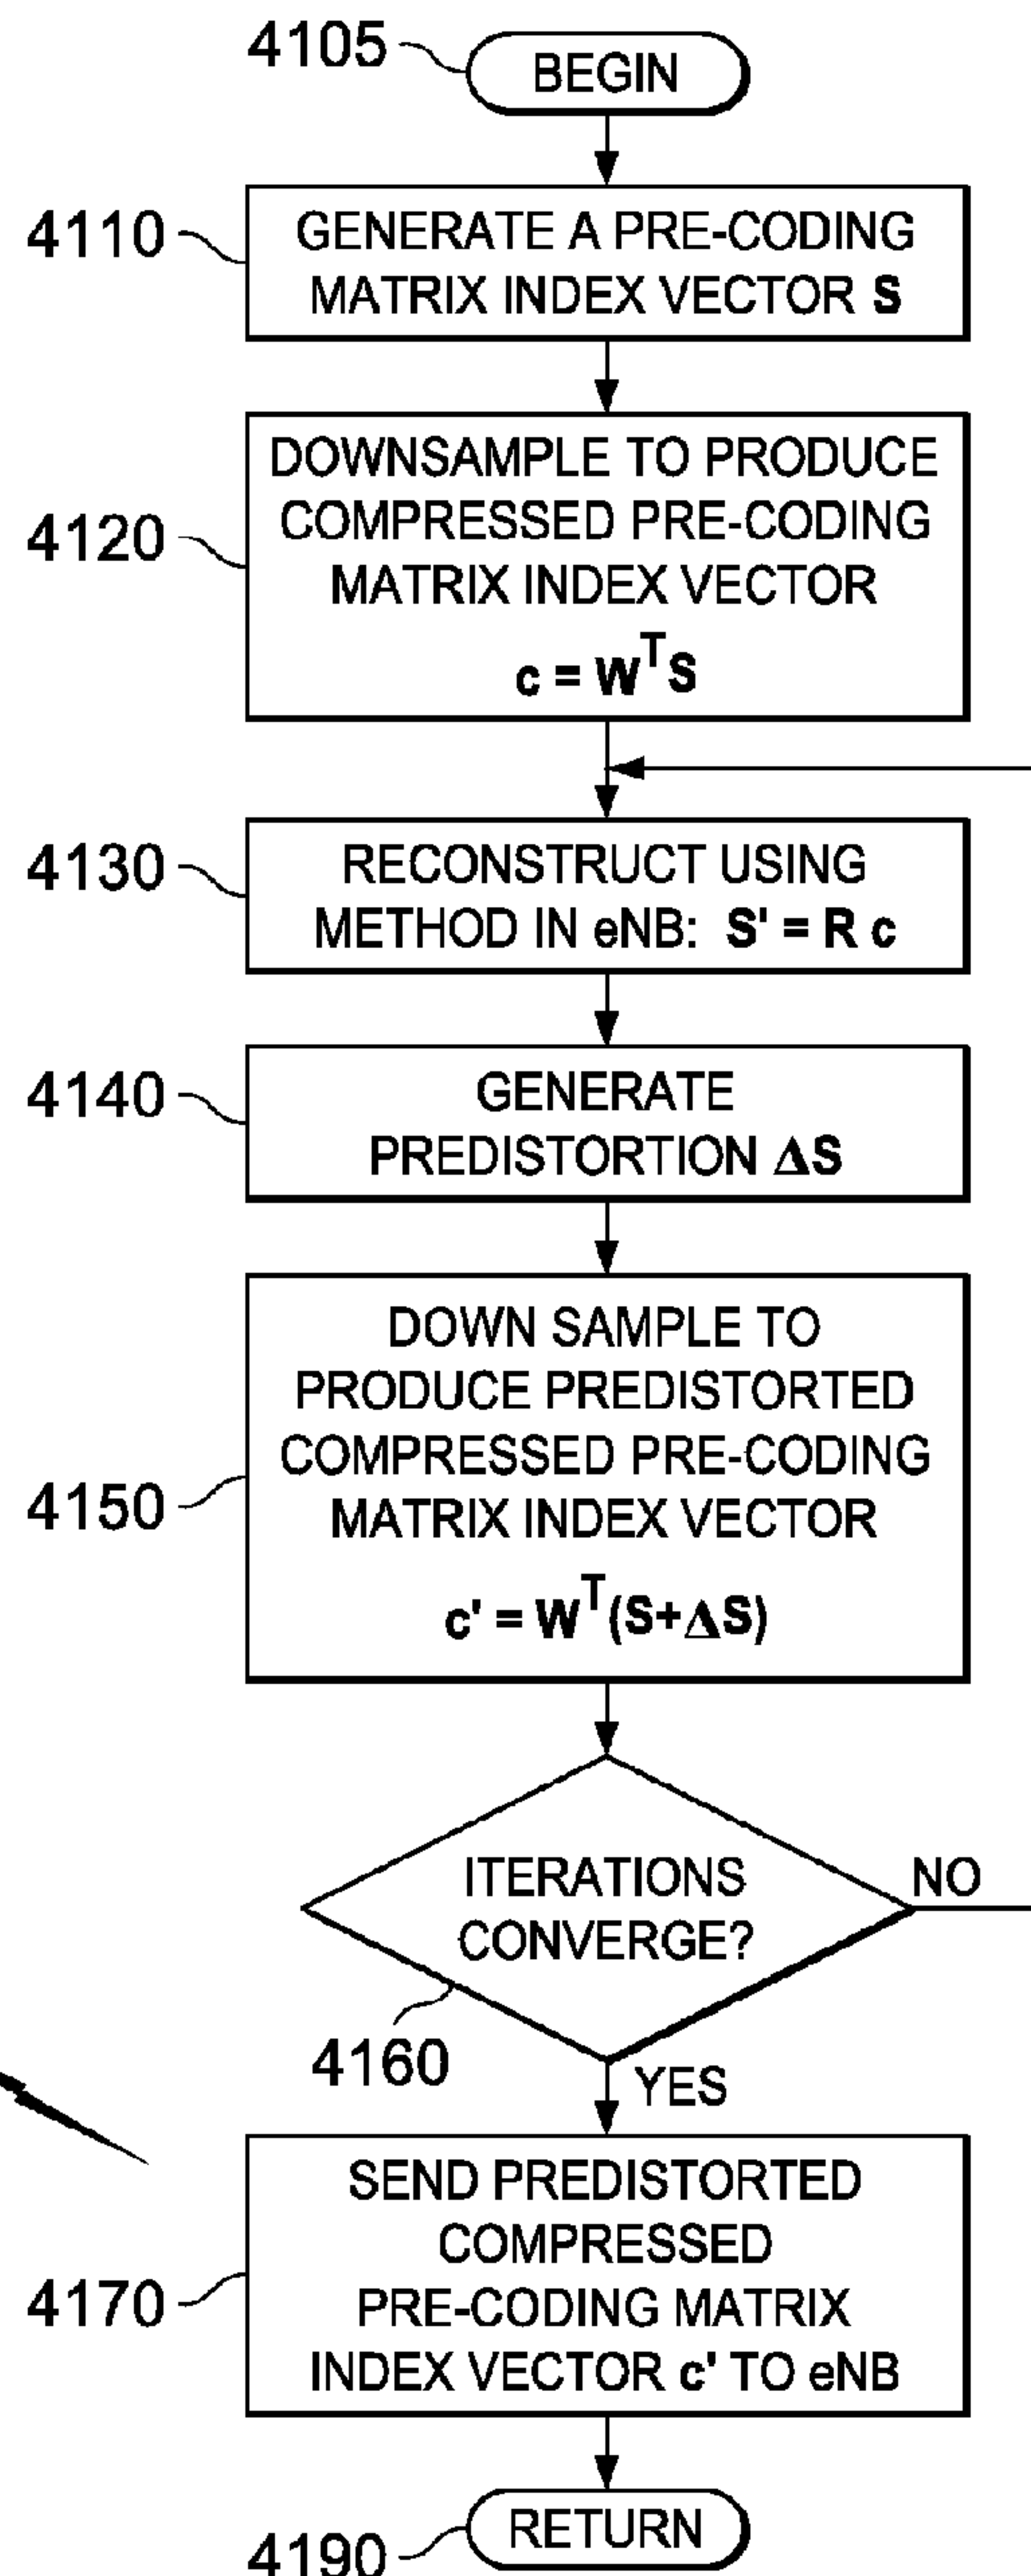 4105
BEGIN
4110
GENERATE A PRE-CODING
MATRIX INDEX VECTOR S
4120
DOWNSAMPLE TO PRODUCE
COMPRESSED PRE-CODING
MATRIX INDEX VECTOR
c = W^T S
4130
RECONSTRUCT USING
METHOD IN eNB: S' = R c
4140
GENERATE
PREDISTORTION ΔS
4150
DOWN SAMPLE TO
PRODUCE PREDISTORTED
COMPRESSED PRE-CODING
MATRIX INDEX VECTOR
c' = W^T(S+ΔS)
ITERATIONS
CONVERGE?
NO
4160
YES
4170
SEND PREDISTORTED
COMPRESSED
PRE-CODING MATRIX
INDEX VECTOR c' TO eNB
4190
RETURN